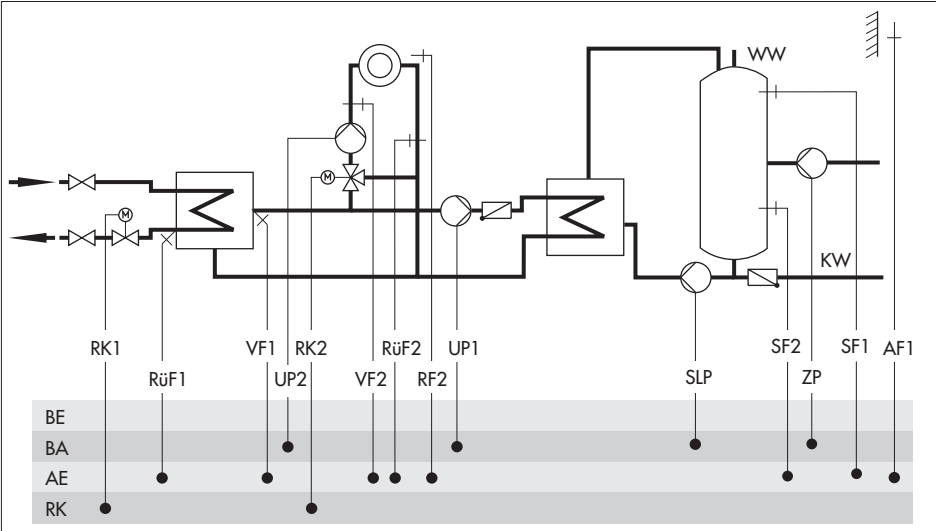 WW
M
M
KW
RK1 VF1 RK2 RüF2 UP1 SF2 SF1 AF1
RüF1 UP2 VF2 RF2 SLP ZP
BE
BA
AE
RK